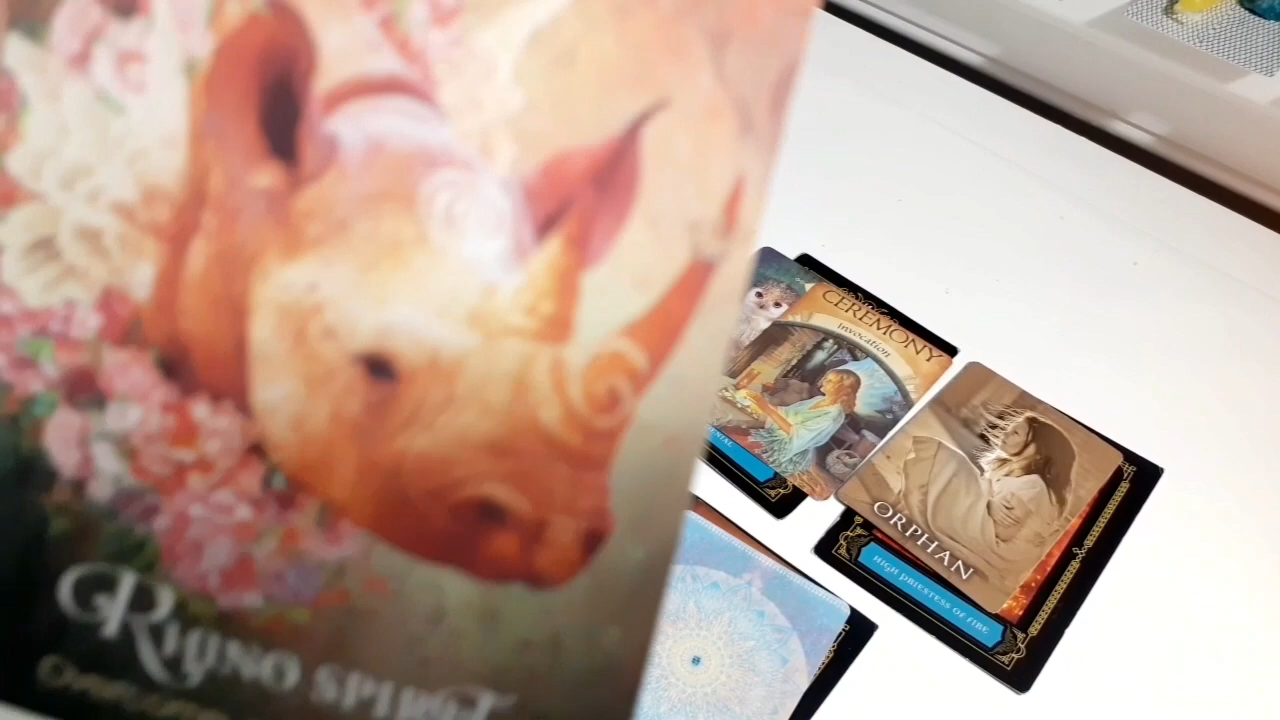 CEREMONY
Invocation
ORPHAN
HIGH PRIESTESS OF FIRE
RHINO SPIRIT